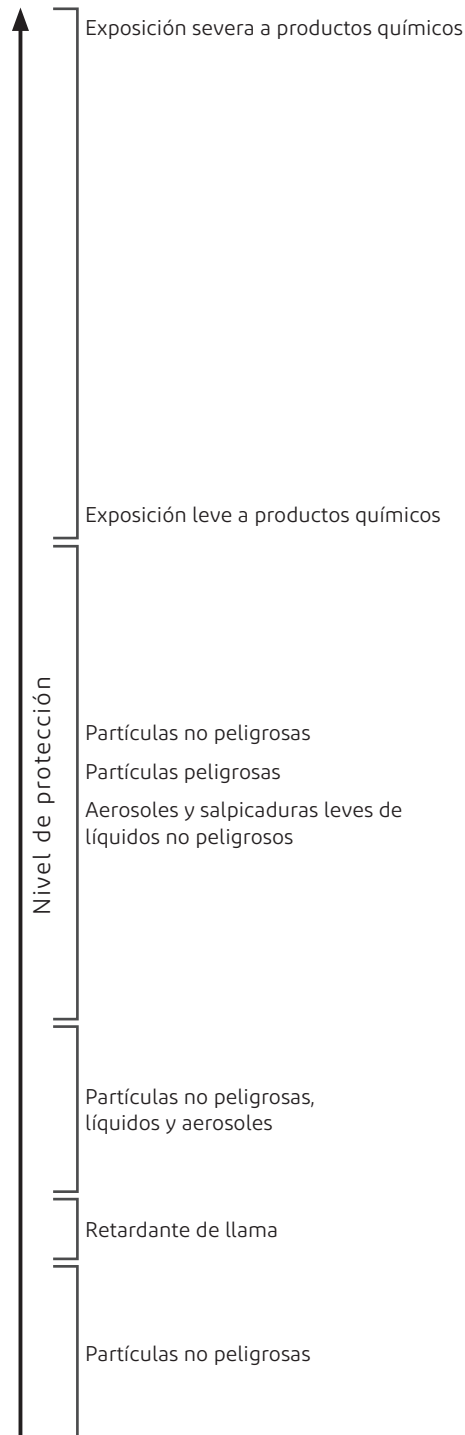 Exposición severa a productos químicos
Exposición leve a productos químicos
Nivel de protección
Partículas no peligrosas
Partículas peligrosas
Aerosoles y salpicaduras leves de
líquidos no peligrosos
Partículas no peligrosas,
líquidos y aerosoles
Retardante de llama
Partículas no peligrosas